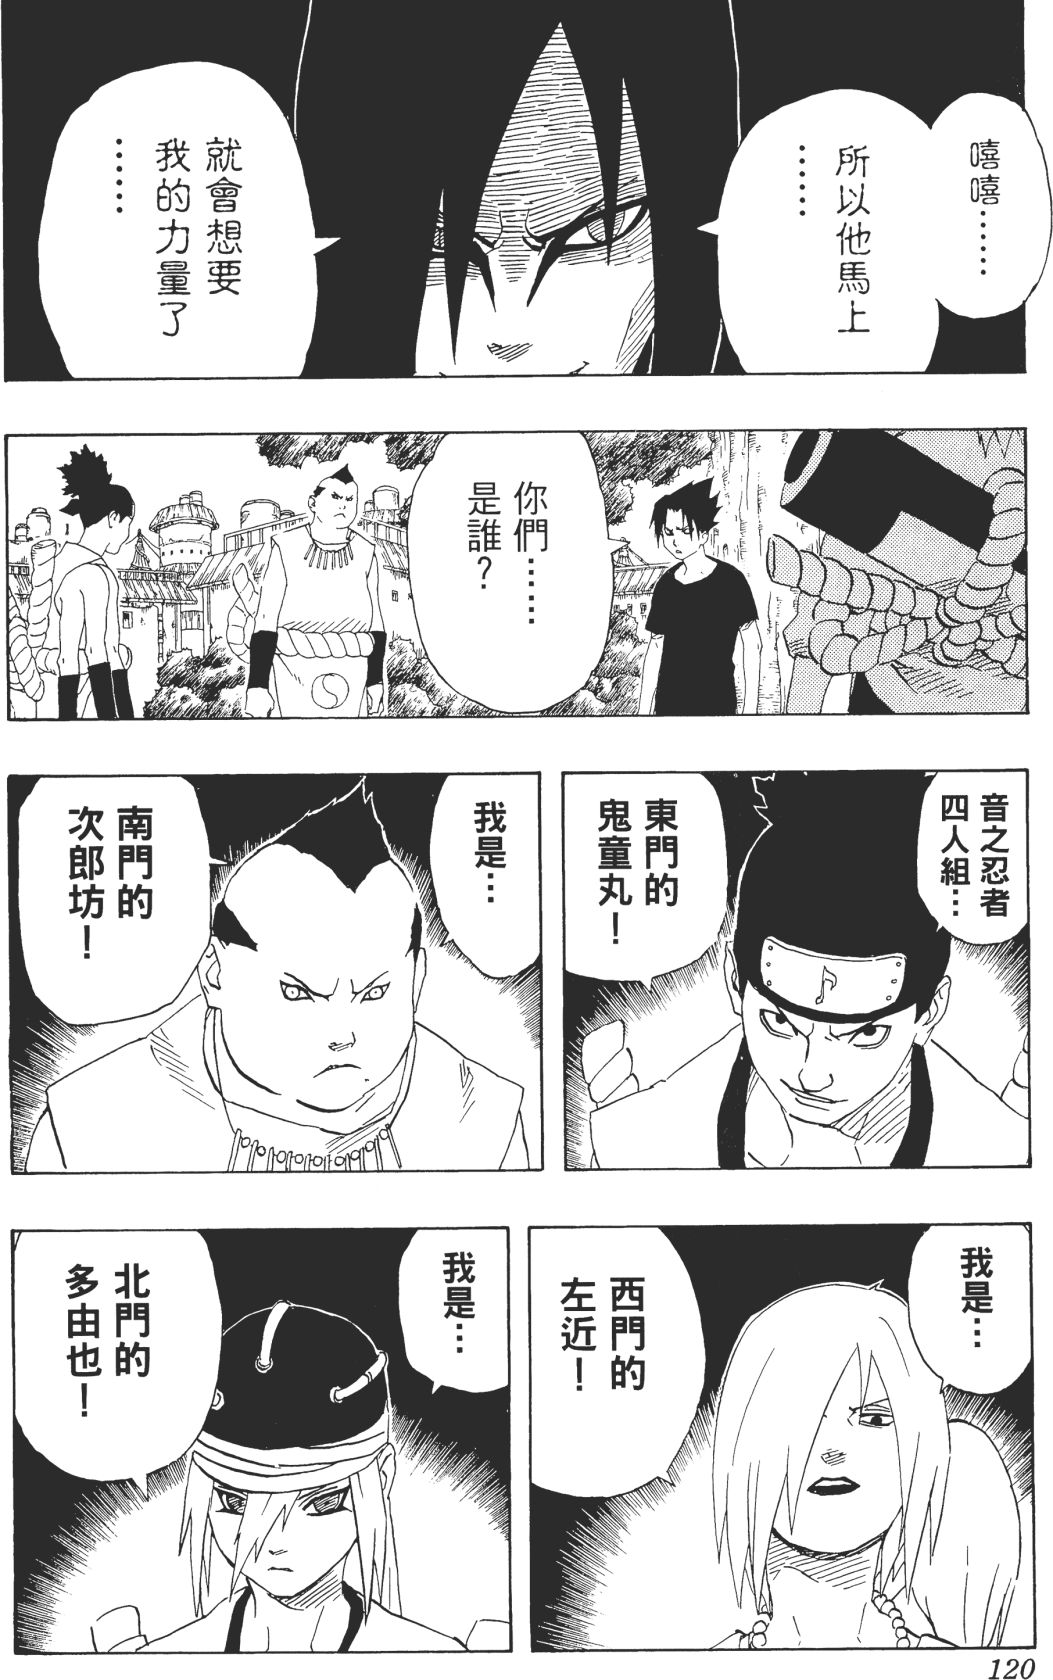 嘻嘻……
所以他馬上
……
就會想要
我的力量了
……
你們……
是誰？
音之忍者
四人組…
東門的
鬼童丸！
我是…
南門的
次郎坊！
我是…
西門的
左近！
我是…
北門的
多由也！
120